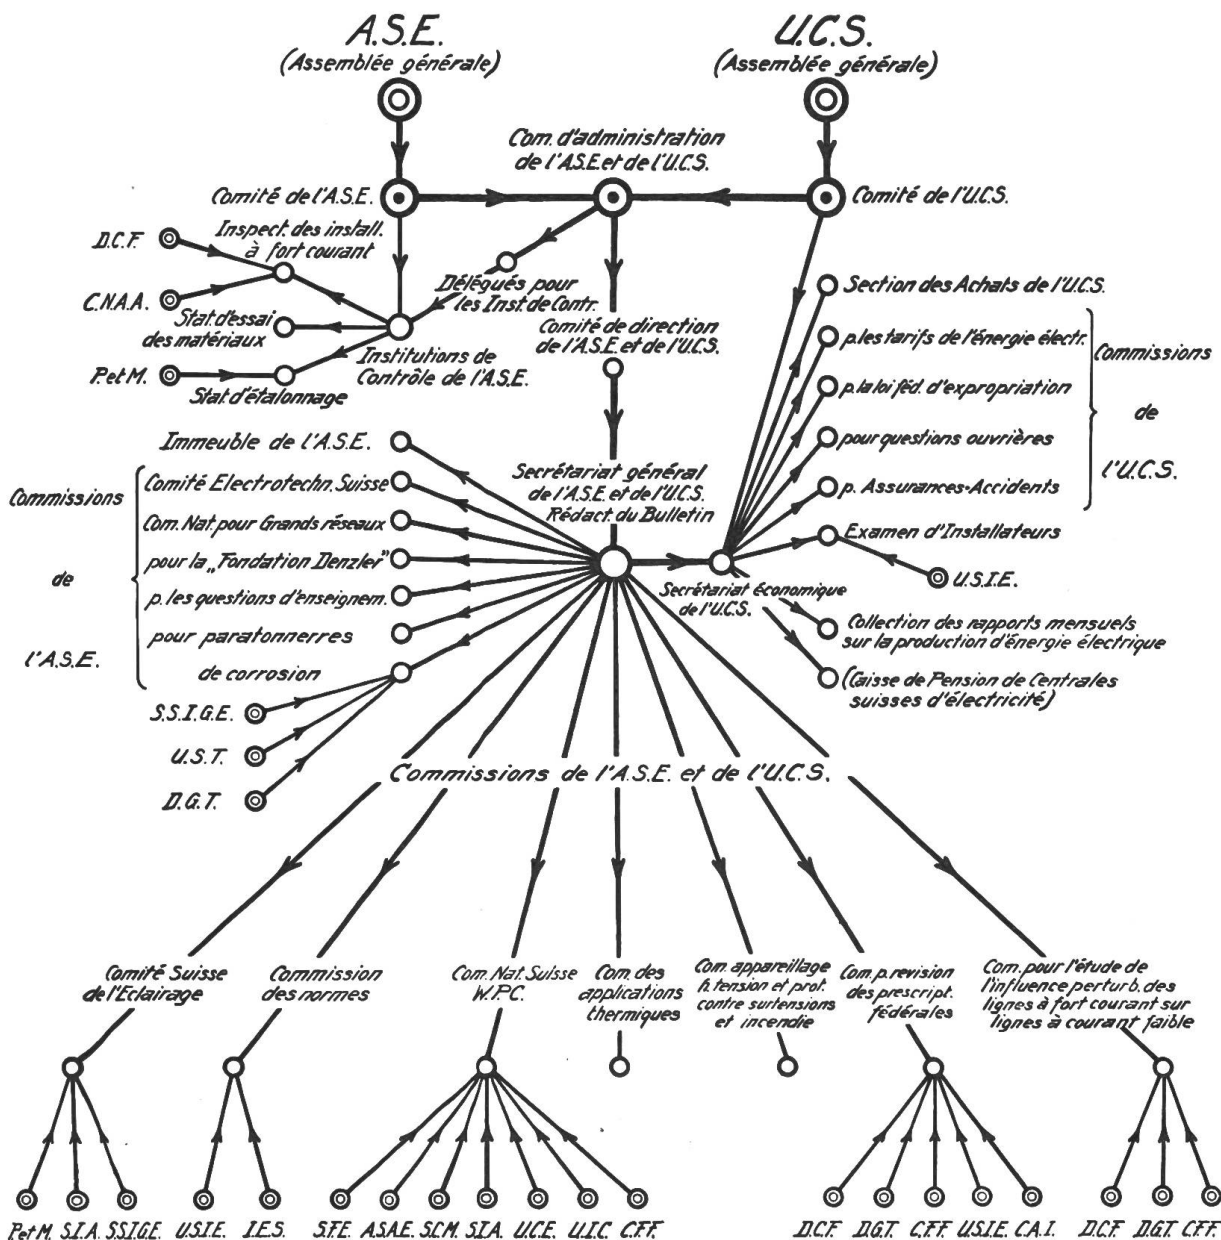 A.S.E.
(Assemblée générale)
U.C.S.
(Assemblée générale)
Com. d'administration
de l'A.S.E. et de l'U.C.S.
Comité de l'A.S.E.
Comité de l'U.C.S.
D.C.F.
Inspect. des install.
à fort courant
C.N.A.A.
Stat. d'essai
des matériaux
P. et M.
Stat. d'étalonnage
Institutions de
Contrôle de l'A.S.E.
Délégués pour
les Inst. de Contr.
Comité de direction
de l'A.S.E. et de l'U.C.S.
Section des Achats de l'U.C.S.
p. les tarifs de l'énergie électr.
p. la loi féd. d'expropriation
pour questions ouvrières
p. Assurances-Accidents
Commissions
de
l'U.C.S.
Examen d'Installateurs
U.S.I.E.
Collection des rapports mensuels
sur la production d'énergie électrique
(Caisse de Pension de Centrales
suisses d'électricité)
Immeuble de l'A.S.E.
Commissions
de
l'A.S.E.
Comité Electrotechn. Suisse
Com. Nat. pour Grands réseaux
pour la „Fondation Denzler"
p. les questions d'enseignem.
pour paratonnerres
de corrosion
S.S.I.G.E.
U.S.T.
D.G.T.
Secrétariat général
de l'A.S.E. et de l'U.C.S.
Rédact. du Bulletin
Secrétariat économique
de l'U.C.S.
Commissions de l'A.S.E. et de l'U.C.S.
Comité Suisse
de l'Eclairage
Commission
des normes
Com. Nat. Suisse
W.P.C.
Com. des
applications
thermiques
Com. appareillage
h. tension et prot.
contre surtensions
et incendie
Com. p. revision
des prescript.
fédérales
Com. pour l'étude de
l'influence perturb. des
lignes à fort courant sur
lignes à courant faible
P. et M. S.I.A. S.S.I.G.E. U.S.I.E. I.E.S. S.F.E. A.S.A.E. S.C.M. S.I.A. U.C.E. U.I.C. C.F.F. D.C.F. D.G.T. C.F.F. U.S.I.E. C.A.I. D.C.F. D.G.T. C.F.F.